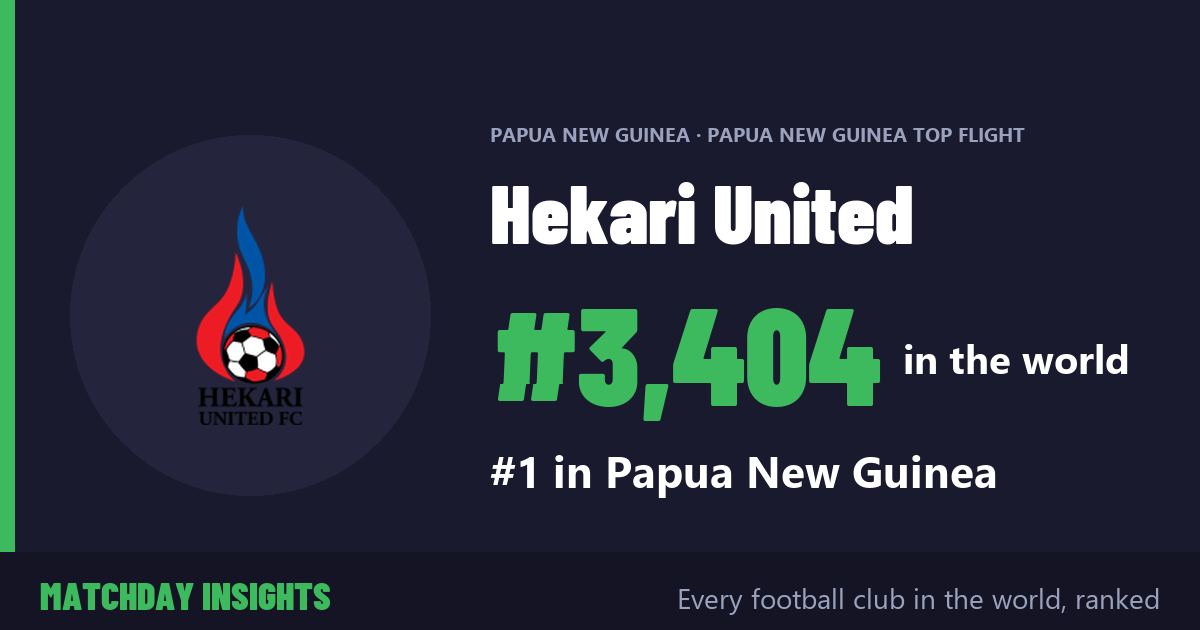 PAPUA NEW GUINEA · PAPUA NEW GUINEA TOP FLIGHT
Hekari United
#3,404 in the world
#1 in Papua New Guinea
HEKARI
UNITED FC
MATCHDAY INSIGHTS
Every football club in the world, ranked